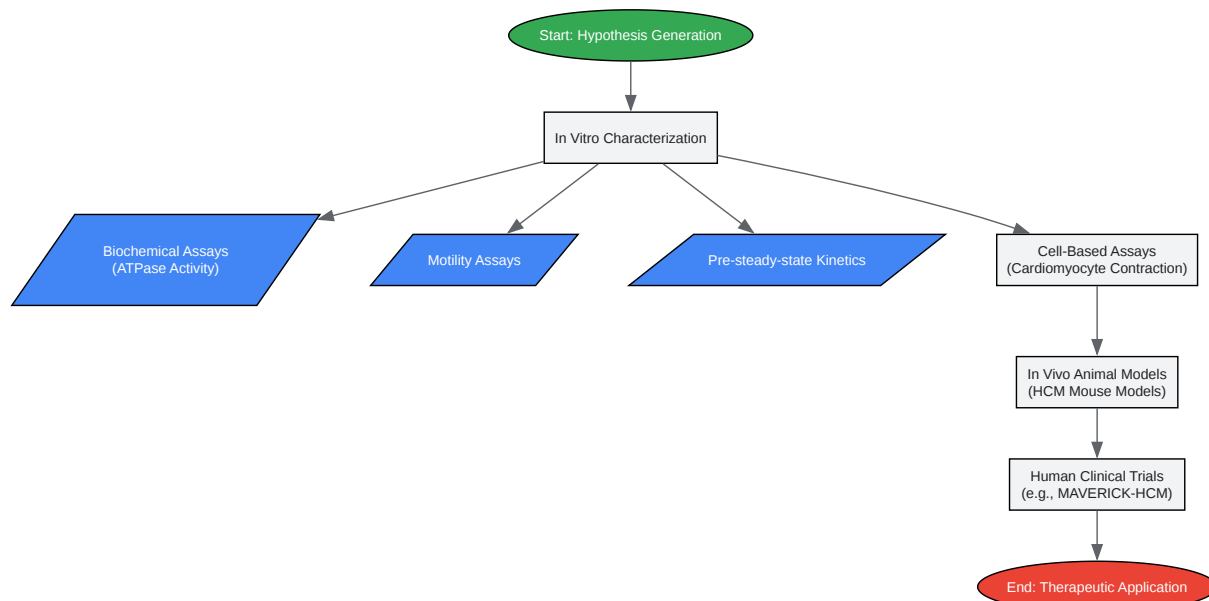 Start: Hypothesis Generation
In Vitro Characterization
Biochemical Assays
(ATPase Activity)
Motility Assays
Pre-steady-state Kinetics
Cell-Based Assays
(Cardiomyocyte Contraction)
In Vivo Animal Models
(HCM Mouse Models)
Human Clinical Trials
(e.g., MAVERICK-HCM)
End: Therapeutic Application